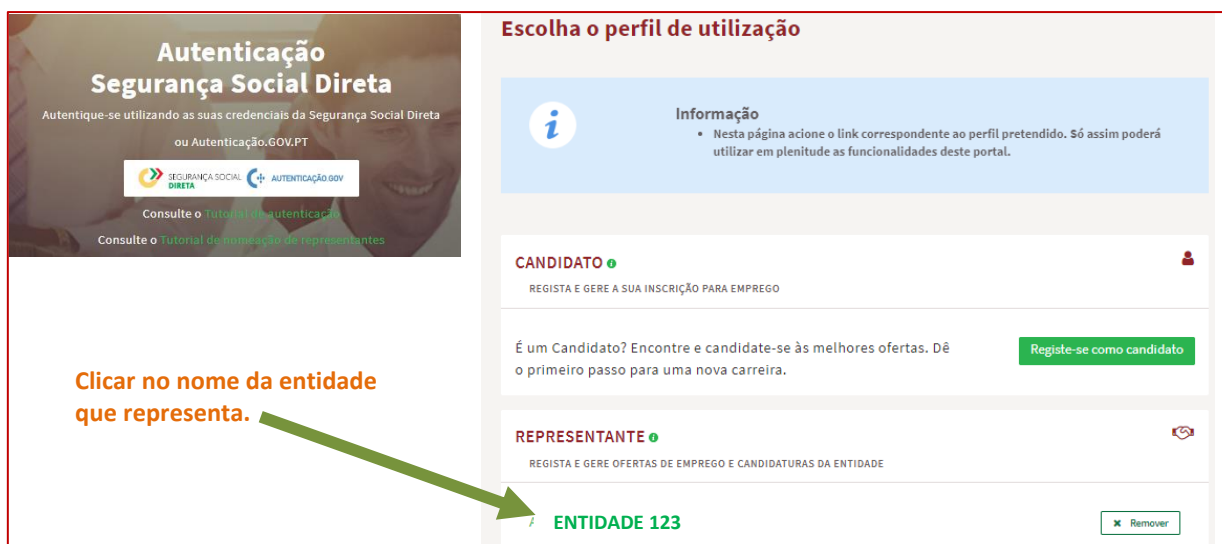 Autenticação
Segurança Social Direta
Autentique-se utilizando as suas credenciais da Segurança Social Direta
ou Autenticação.GOV.PT
SEGURANÇA SOCIAL
DIRETA
AUTENTICAÇÃO.GOV
Consulte o Tutorial de autenticação
Consulte o Tutorial de nomeação de representantes
Clicar no nome da entidade
que representa.
Escolha o perfil de utilização
Informação
• Nesta página acione o link correspondente ao perfil pretendido. Só assim poderá
utilizar em plenitude as funcionalidades deste portal.
CANDIDATO
REGISTA E GERE A SUA INSCRIÇÃO PARA EMPREGO
É um Candidato? Encontre e candidate-se às melhores ofertas. Dê
o primeiro passo para uma nova carreira.
Registe-se como candidato
REPRESENTANTE
REGISTA E GERE OFERTAS DE EMPREGO E CANDIDATURAS DA ENTIDADE
ENTIDADE 123
× Remover